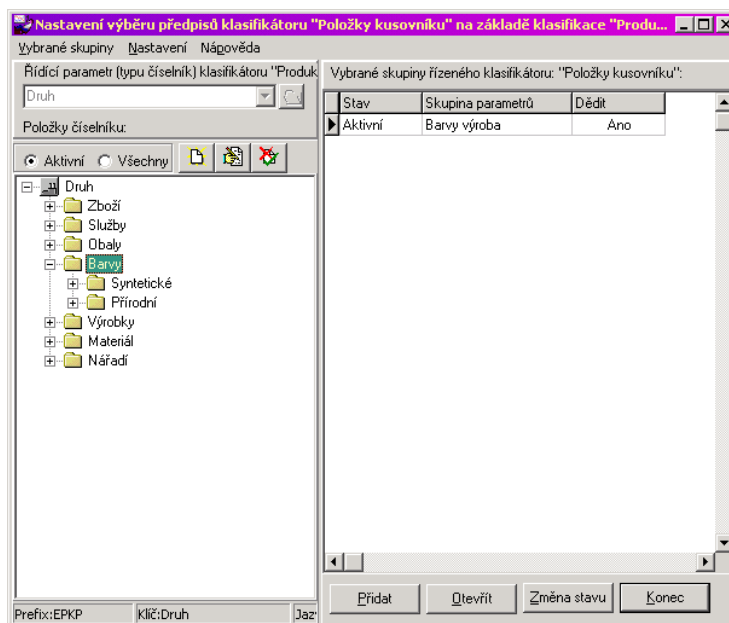 Nastavení výběru předpisů klasifikátoru "Položky kusovníku" na základě klasifikace "Produ...
Vybrané skupiny Nastavení Nápověda
Řídící parametr (typu číselník) klasifikátoru "Produk
Druh
Položky číselníku:
Aktivní Všechny
Druh
Zboží
Služby
Obaly
Barvy
Syntetické
Přírodní
Výrobky
Materiál
Nářadí
Vybrané skupiny řízeného klasifikátoru: "Položky kusovníku":
Stav Skupina parametrů Dědit
Aktivní Barvy výroba Ano
Přidat Otevřít Změna stavu Konec
Prefix:EPKP Klíč:Druh Jaz